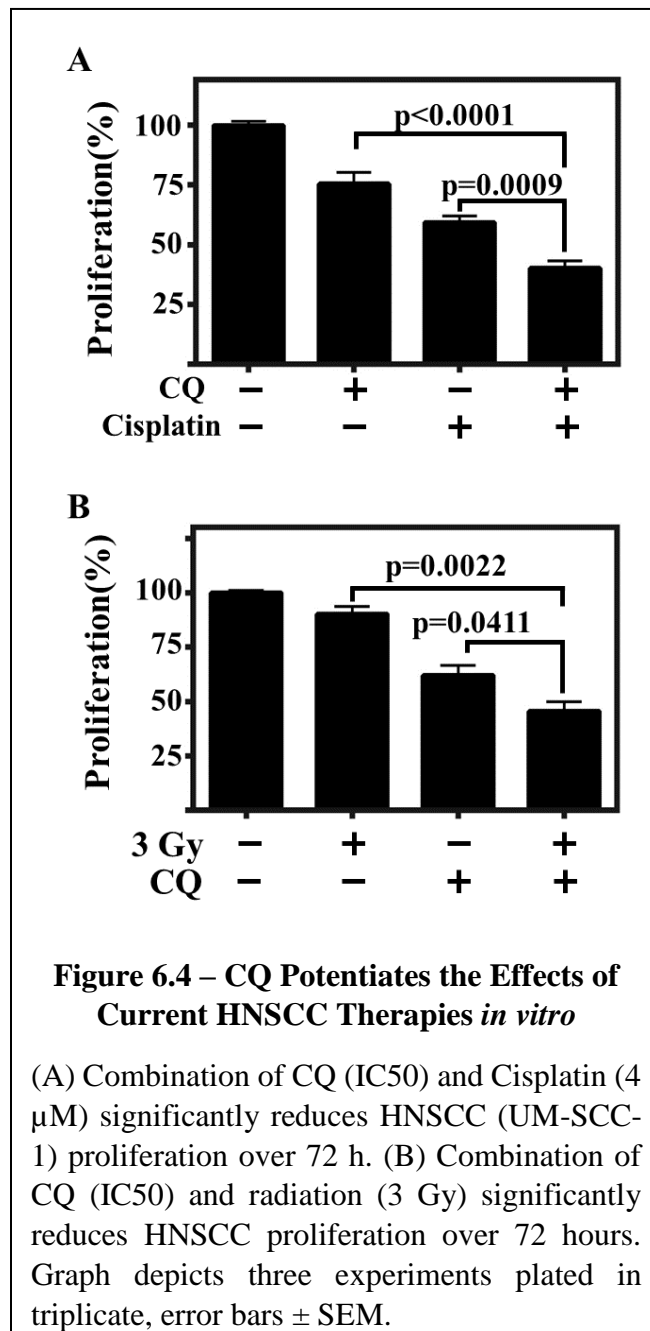 A
Proliferation(%)
100
75
50
25
p<0.0001
p=0.0009
CQ − + − +
Cisplatin − − + +
B
Proliferation(%)
100
75
50
25
p=0.0022
p=0.0411
3 Gy − + − +
CQ − − + +
Figure 6.4 – CQ Potentiates the Effects of
Current HNSCC Therapies in vitro
(A) Combination of CQ (IC50) and Cisplatin (4
µM) significantly reduces HNSCC (UM-SCC-
1) proliferation over 72 h. (B) Combination of
CQ (IC50) and radiation (3 Gy) significantly
reduces HNSCC proliferation over 72 hours.
Graph depicts three experiments plated in
triplicate, error bars ± SEM.